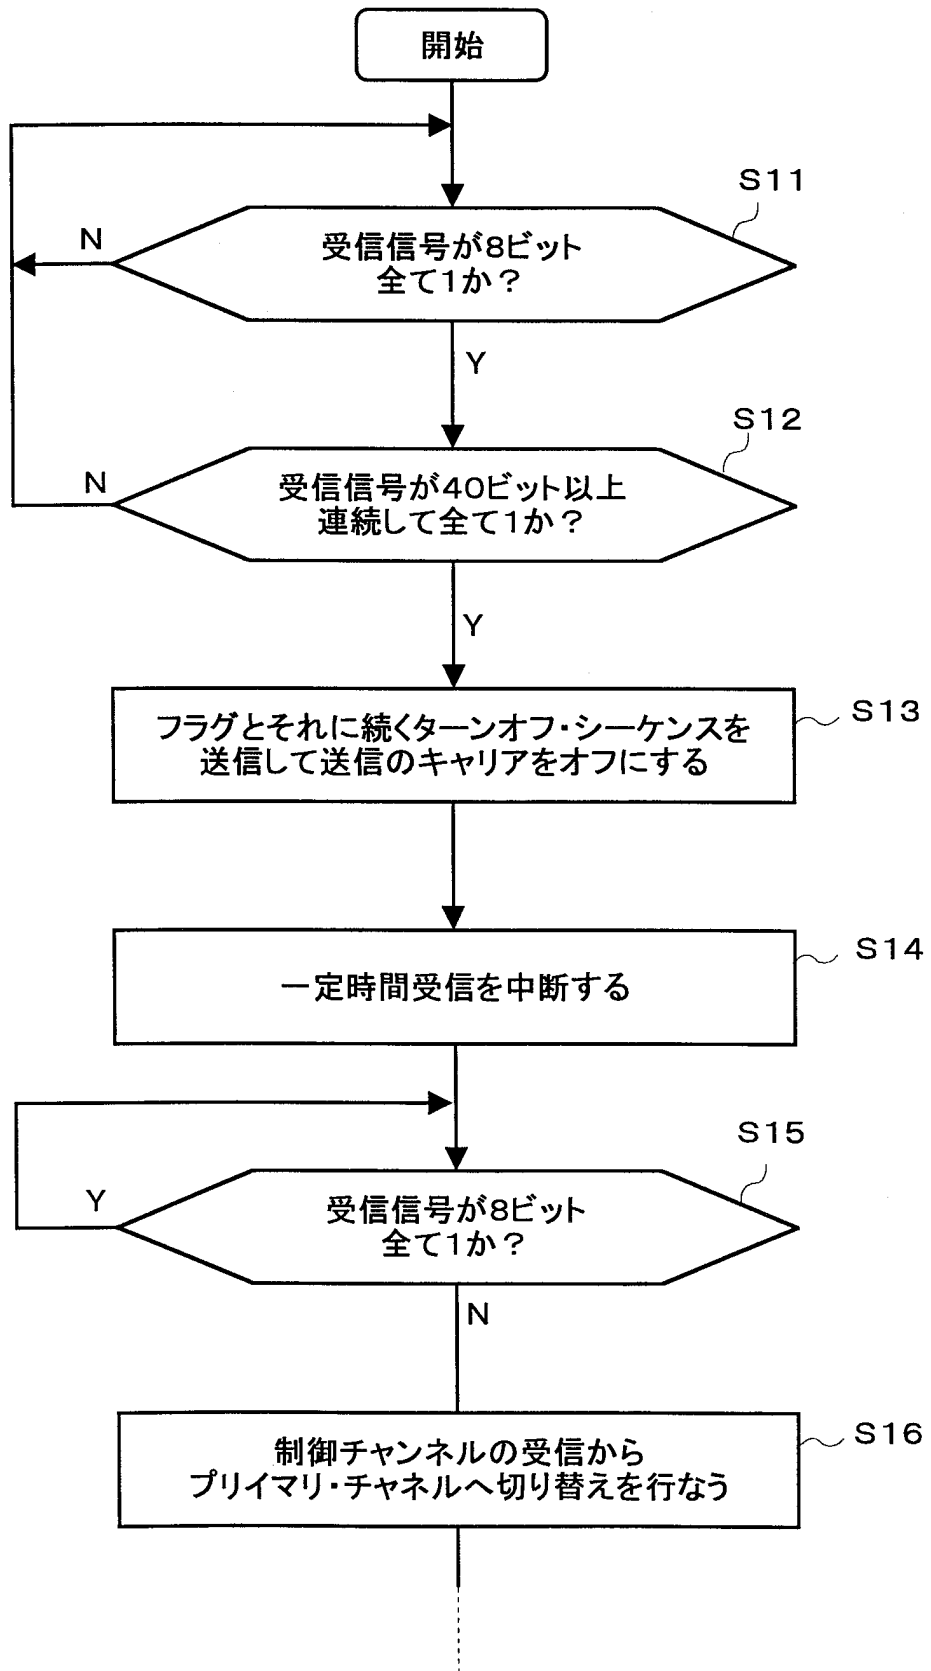 開始
S11
受信信号が8ビット
全て1か？
N
Y
S12
受信信号が40ビット以上
連続して全て1か？
N
Y
S13
フラグとそれに続くターンオフ・シーケンスを
送信して送信のキャリアをオフにする
S14
一定時間受信を中断する
S15
受信信号が8ビット
全て1か？
Y
N
S16
制御チャンネルの受信から
プリイマリ・チャネルへ切り替えを行なう